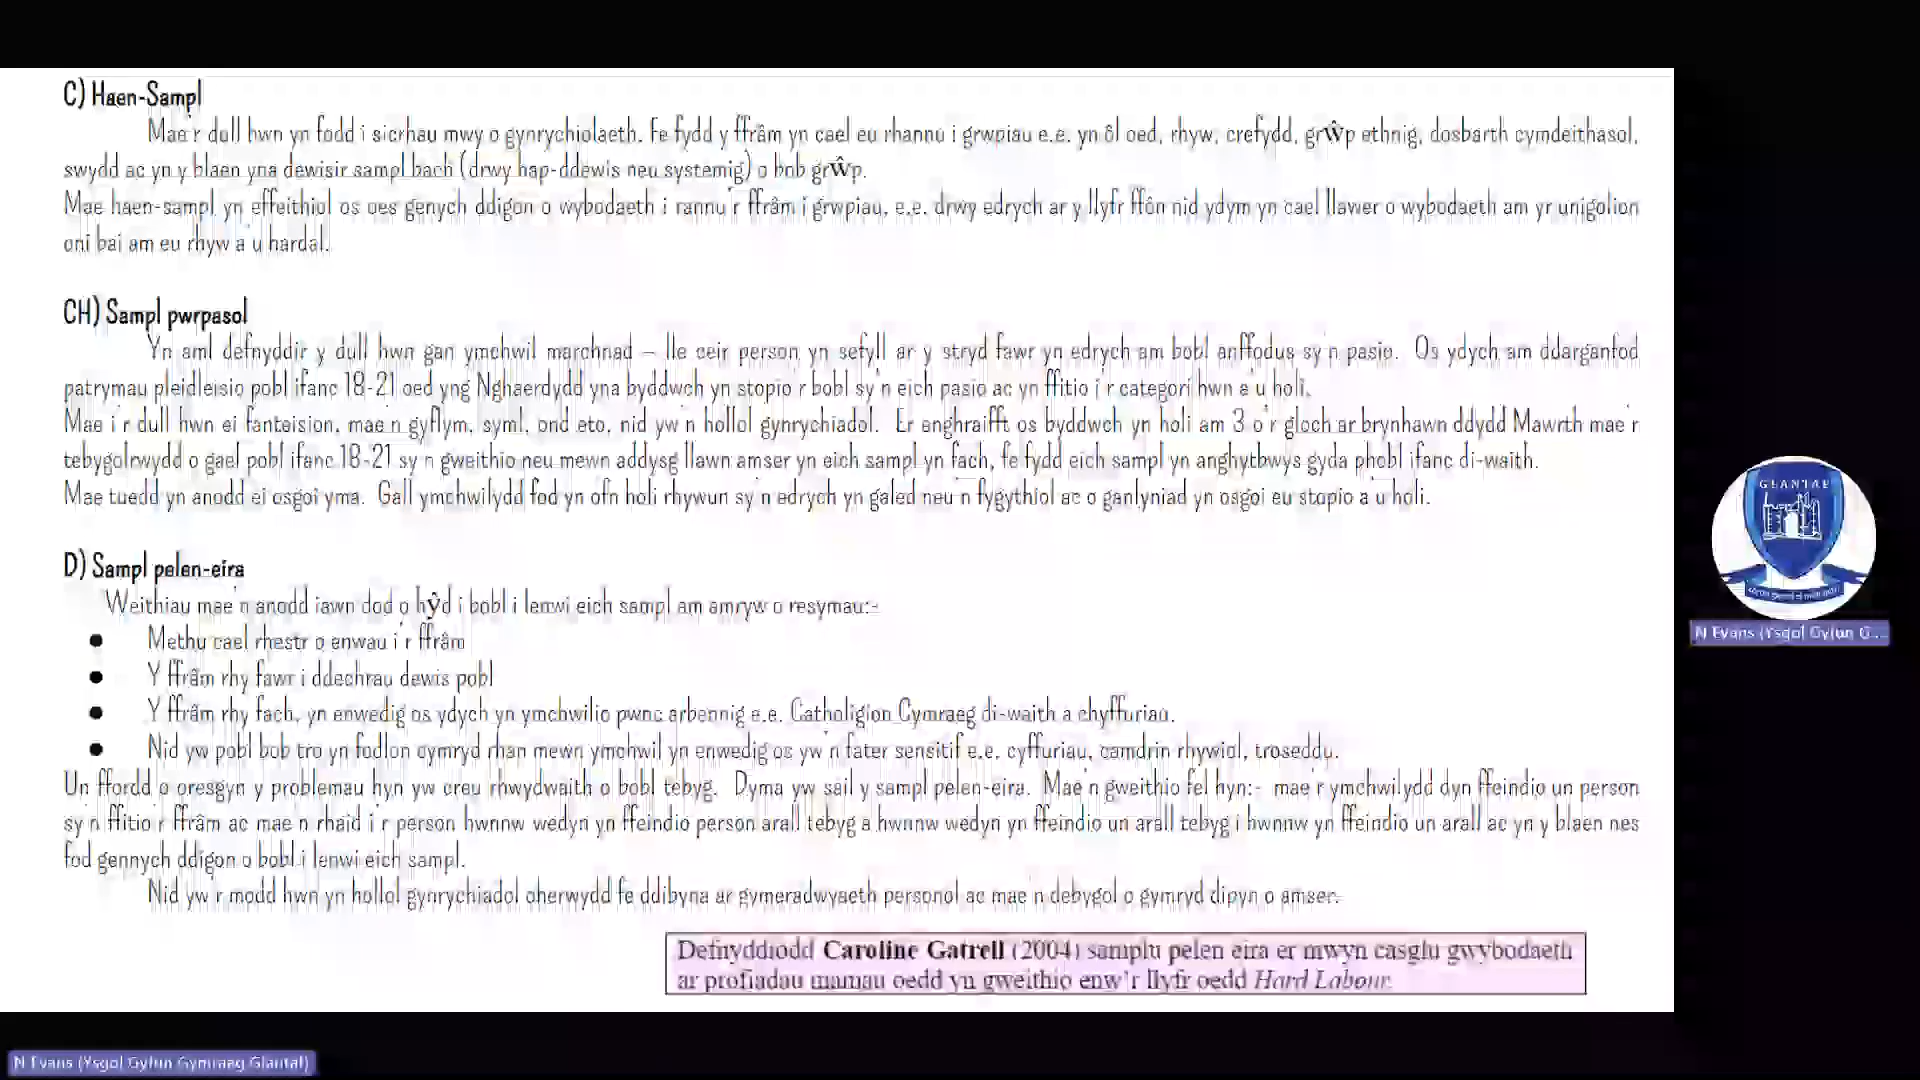 C) Haen-Sampl
Mae'r dull hwn yn fodd i sicrhau mwy o gynrychiolaeth. Fe fydd y ffrâm yn cael eu rhannu i grwpiau e.e. yn ôl oed, rhyw, crefydd, grŵp ethnig, dosbarth cymdeithasol,
swydd ac yn y blaen yna dewisir sampl bach (drwy hap-ddewis neu systemig) o bob grŵp.
Mae haen-sampl yn effeithiol os oes genych ddigon o wybodaeth i rannu'r ffrâm i grwpiau, e.e. drwy edrych ar y llyfr ffôn nid ydym yn cael llawer o wybodaeth am yr unigolion
oni bai am eu rhyw a'u hardal.
CH) Sampl pwrpasol
Yn aml defnyddir y dull hwn gan ymchwil marchnad – lle ceir person yn sefyll ar y stryd fawr yn edrych am bobl anffodus sy'n pasio. Os ydych am ddarganfod
patrymau pleidleisio pobl ifanc 18-21 oed yng Nghaerdydd yna byddwch yn stopio'r bobl sy'n eich pasio ac yn ffitio i'r categori hwn a'u holi.
Mae i'r dull hwn ei fanteision, mae'n gyflym, syml, ond eto, nid yw'n hollol gynrychiadol. Er enghraifft os byddwch yn holi am 3 o'r gloch ar brynhawn ddydd Mawrth mae'r
tebygolrwydd o gael pobl ifanc 18-21 sy'n gweithio neu mewn addysg llawn amser yn eich sampl yn fach, fe fydd eich sampl yn anghytbwys gyda phobl ifanc di-waith.
Mae tuedd yn anodd ei osgoi yma. Gall ymchwilydd fod yn ofn holi rhywun sy'n edrych yn galed neu'n fygythiol ac o ganlyniad yn osgoi eu stopio a'u holi.
D) Sampl pelen-eira
Weithiau mae'n anodd iawn dod o hŷd i bobl i lenwi eich sampl am amryw o resymau:-
● Methu cael rhestr o enwau i'r ffrâm
● Y ffrâm rhy fawr i ddechrau dewis pobl
● Y ffrâm rhy fach, yn enwedig os ydych yn ymchwilio pwnc arbennig e.e. Catholigion Cymraeg di-waith a chyffuriau.
● Nid yw pobl bob tro yn fodlon cymryd rhan mewn ymchwil yn enwedig os yw'n fater sensitif e.e. cyffuriau, camdrin rhywiol, troseddu.
Un ffordd o oresgyn y problemau hyn yw creu rhwydwaith o bobl tebyg. Dyma yw sail y sampl pelen-eira. Mae'n gweithio fel hyn:- mae'r ymchwilydd dyn ffeindio un person
sy'n ffitio'r ffrâm ac mae'n rhaid i'r person hwnnw wedyn yn ffeindio person arall tebyg a hwnnw wedyn yn ffeindio un arall tebyg i hwnnw yn ffeindio un arall ac yn y blaen nes
fod gennych ddigon o bobl i lenwi eich sampl.
Nid yw'r modd hwn yn hollol gynrychiadol oherwydd fe ddibyna ar gymeradwyaeth personol ac mae'n debygol o gymryd dipyn o amser.
Defnyddiodd Caroline Gatrell (2004) samplu pelen eira er mwyn casglu gwybodaeth
ar profiadau mamau oedd yn gweithio enw'r llyfr oedd Hard Labour.
GLANTAF
N Evans (Ysgol Gyfun G...
N Evans (Ysgol Gyfun Gymraeg Glantaf)